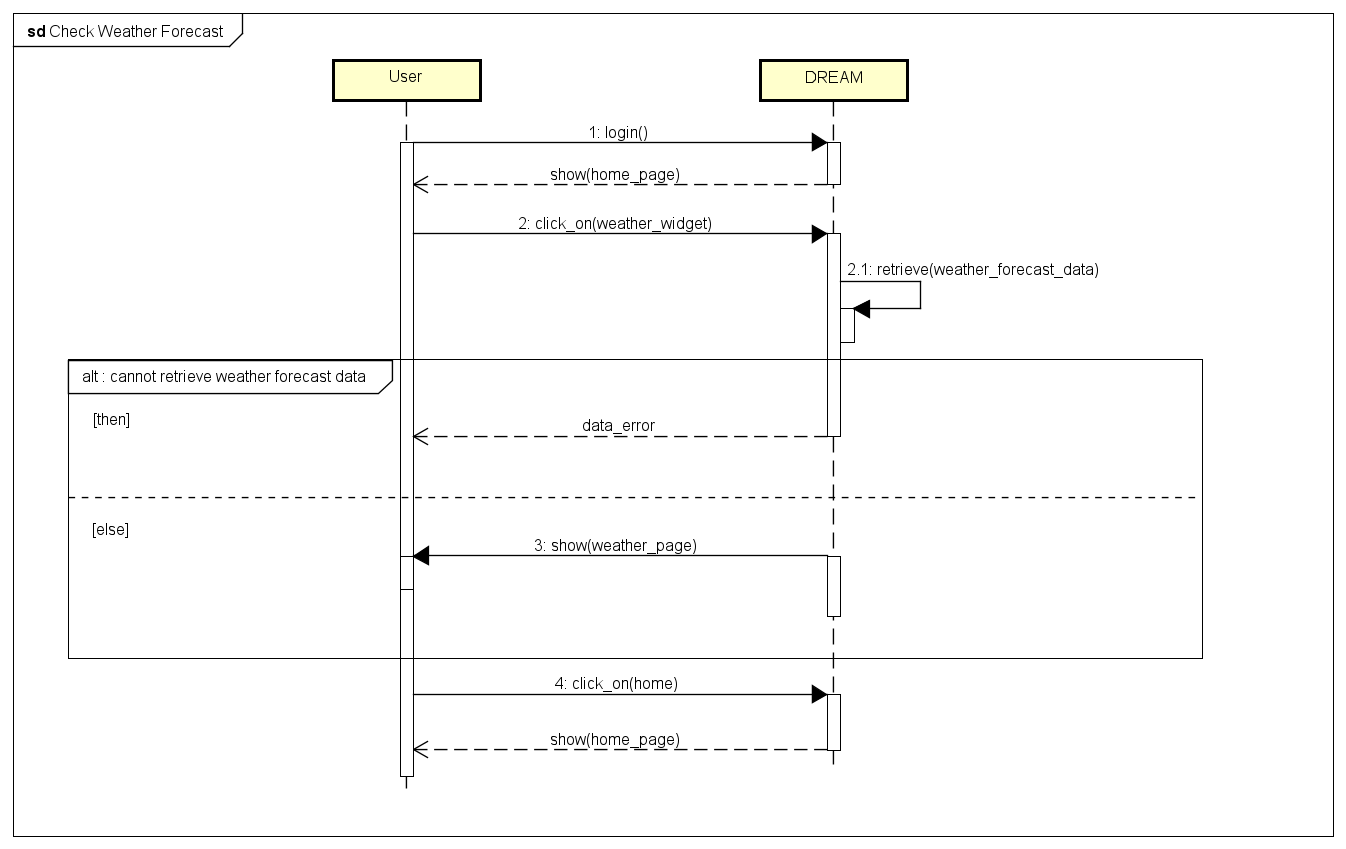 sd Check Weather Forecast
User
DREAM
1: login()
show(home_page)
2: click_on(weather_widget)
2.1: retrieve(weather_forecast_data)
alt : cannot retrieve weather forecast data
[then]
data_error
[else]
3: show(weather_page)
4: click_on(home)
show(home_page)